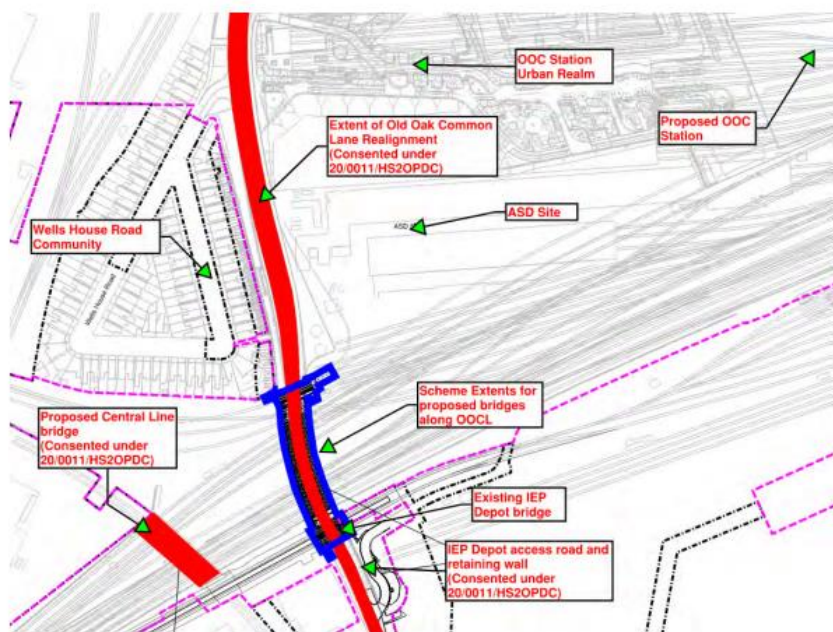 OOC Station
Urban Realm
Extent of Old Oak Common
Lane Realignment
(Consented under
20/0011/HS2OPDC)
Proposed OOC
Station
ASD Site
ASD
Wells House Road
Community
Wells House Road
Scheme Extents for
proposed bridges
along OOCL
Proposed Central Line
bridge
(Consented under
20/0011/HS2OPDC)
Existing IEP
Depot bridge
IEP Depot access road and
retaining wall
(Consented under
20/0011/HS2OPDC)